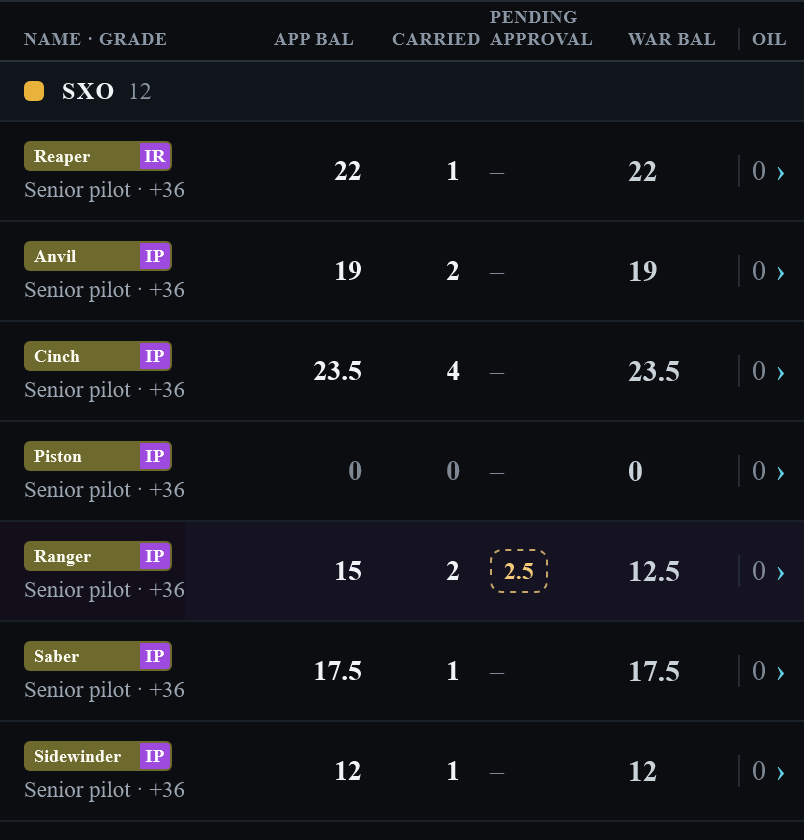 NAME · GRADE APP BAL CARRIED PENDING APPROVAL WAR BAL OIL
SXO 12
Reaper IR 22 1 – 22 0 ›
Senior pilot · +36
Anvil IP 19 2 – 19 0 ›
Senior pilot · +36
Cinch IP 23.5 4 – 23.5 0 ›
Senior pilot · +36
Piston IP 0 0 – 0 0 ›
Senior pilot · +36
Ranger IP 15 2 2.5 12.5 0 ›
Senior pilot · +36
Saber IP 17.5 1 – 17.5 0 ›
Senior pilot · +36
Sidewinder IP 12 1 – 12 0 ›
Senior pilot · +36